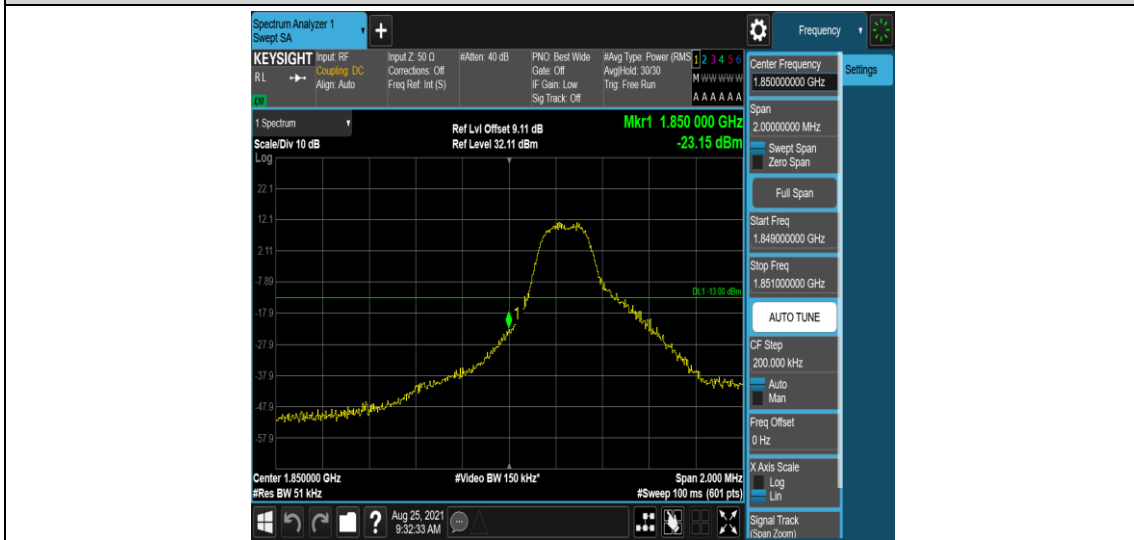 Spectrum Analyzer 1
Swept SA
+
Frequency
KEYSIGHT
RL
LXI
Input: RF
Coupling: DC
Align: Auto
Input Z: 50 Ω
Corrections: Off
Freq Ref: Int (S)
#Atten: 40 dB
PNO: Best Wide
Gate: Off
IF Gain: Low
Sig Track: Off
#Avg Type: Power (RMS
Avg|Hold: 30/30
Trig: Free Run
1 2 3 4 5 6
M W W W W W
A A A A A A
Center Frequency
1.850000000 GHz
Settings
Span
2.00000000 MHz
Swept Span
Zero Span
Full Span
Start Freq
1.849000000 GHz
Stop Freq
1.851000000 GHz
AUTO TUNE
CF Step
200.000 kHz
Auto
Man
Freq Offset
0 Hz
X Axis Scale
Log
Lin
Signal Track
(Span Zoom)
1 Spectrum
Scale/Div 10 dB
Log
Ref Lvl Offset 9.11 dB
Ref Level 32.11 dBm
Mkr1 1.850 000 GHz
-23.15 dBm
22.1
12.1
2.11
-7.89
-17.9
-27.9
-37.9
-47.9
-57.9
DL1 -13.00 dBm
1
Center 1.850000 GHz
#Res BW 51 kHz
#Video BW 150 kHz*
Span 2.000 MHz
#Sweep 100 ms (601 pts)
?
Aug 25, 2021
9:32:33 AM